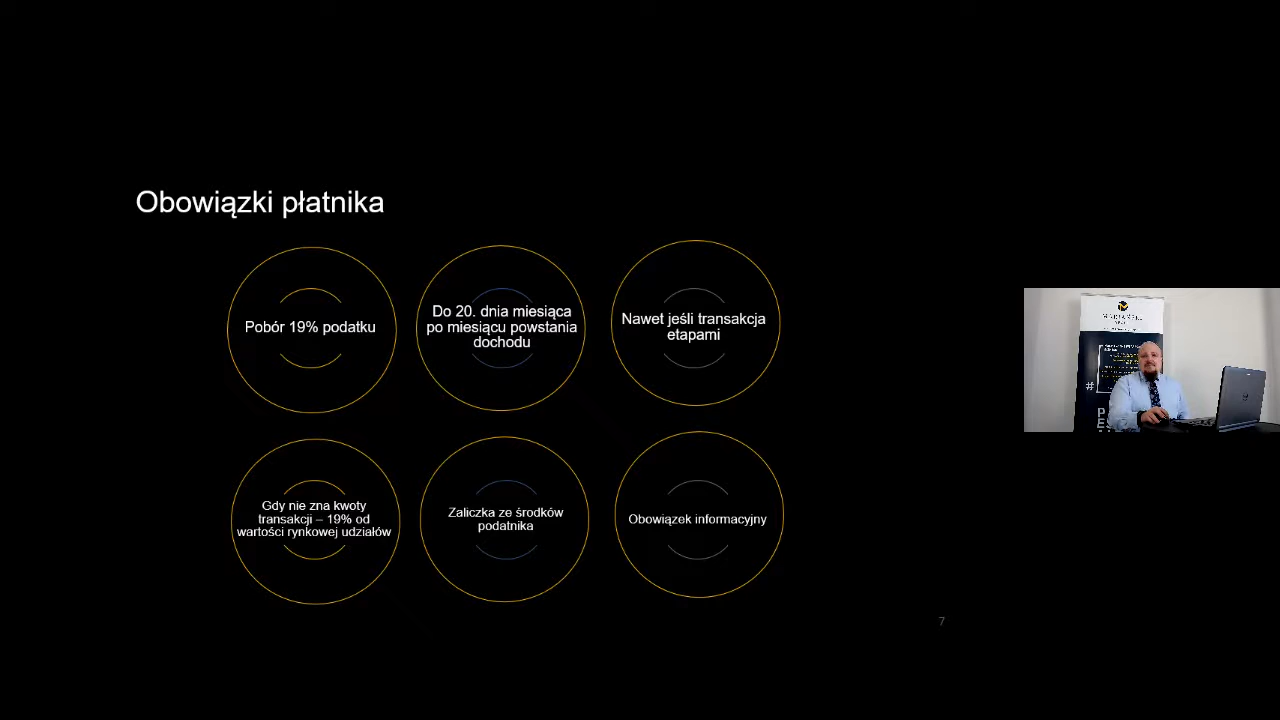 Obowiązki płatnika
Pobór 19% podatku
Do 20. dnia miesiąca
po miesiącu powstania
dochodu
Nawet jeśli transakcja
etapami
Gdy nie zna kwoty
transakcji – 19% od
wartości rynkowej udziałów
Zaliczka ze środków
podatnika
Obowiązek informacyjny
7
#